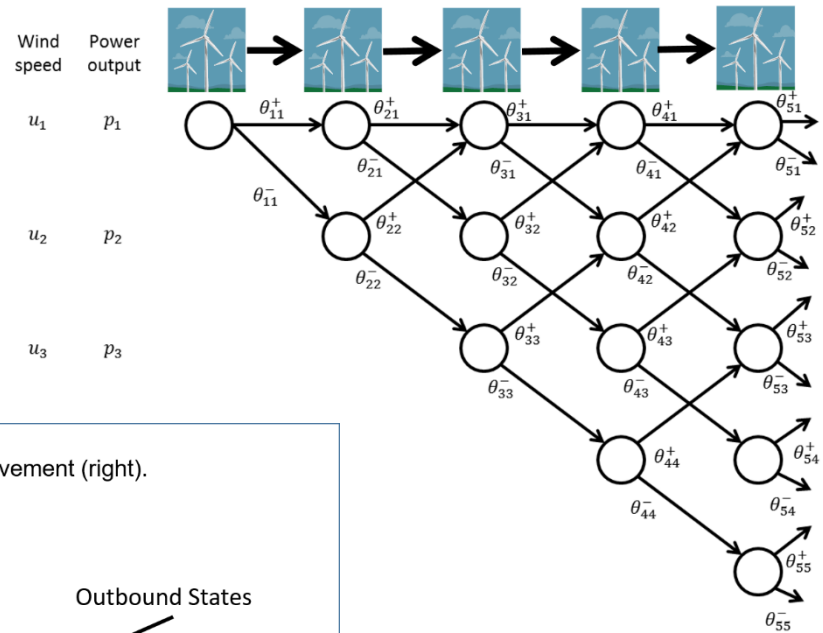 Wind speed
Power output
u₁ p₁
θ₁₁⁺ θ₂₁⁺ θ₃₁⁺ θ₄₁⁺ θ₅₁⁺
θ₁₁⁻ θ₂₁⁻ θ₃₁⁻ θ₄₁⁻ θ₅₁⁻
u₂ p₂
θ₂₂⁺ θ₃₂⁺ θ₄₂⁺ θ₅₂⁺
θ₂₂⁻ θ₃₂⁻ θ₄₂⁻ θ₅₂⁻
u₃ p₃
θ₃₃⁺ θ₄₃⁺ θ₅₃⁺
θ₃₃⁻ θ₄₃⁻ θ₅₃⁻
θ₄₄⁺ θ₅₄⁺
θ₄₄⁻ θ₅₄⁻
θ₅₅⁺
θ₅₅⁻
vement (right).
Outbound States